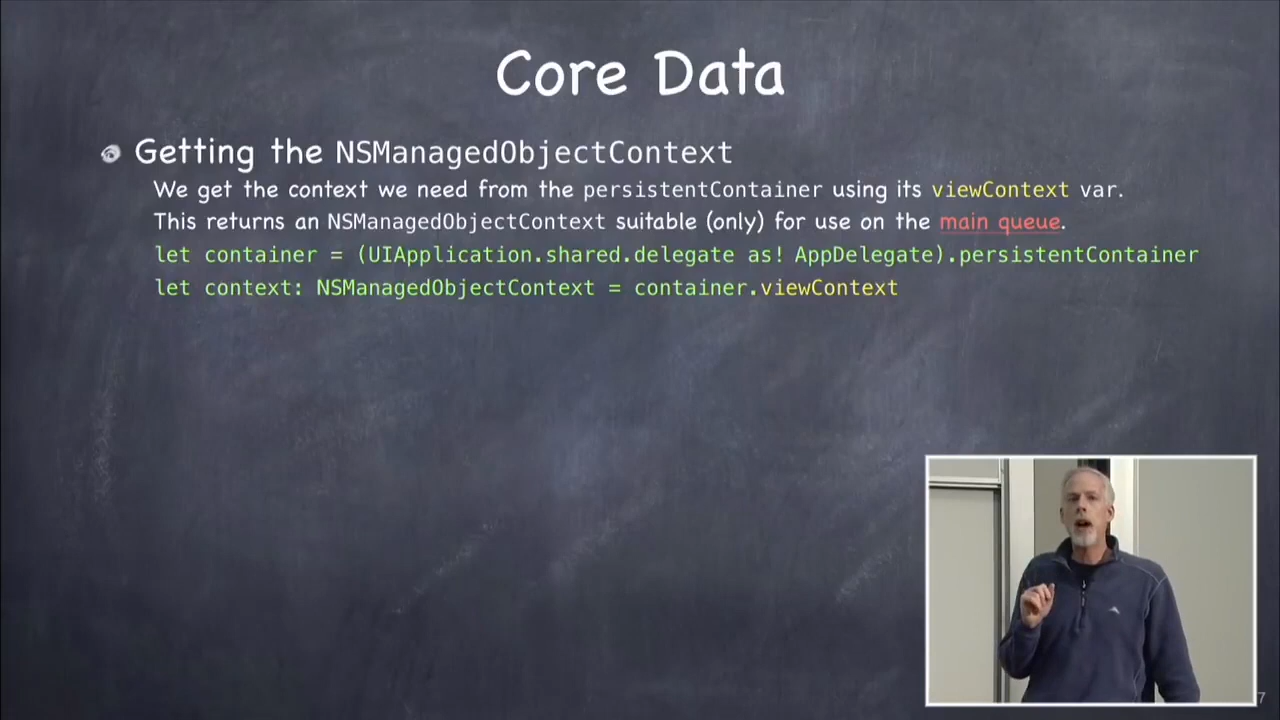 Core Data
Getting the NSManagedObjectContext
We get the context we need from the persistentContainer using its viewContext var.
This returns an NSManagedObjectContext suitable (only) for use on the main queue.
let container = (UIApplication.shared.delegate as! AppDelegate).persistentContainer
let context: NSManagedObjectContext = container.viewContext
7